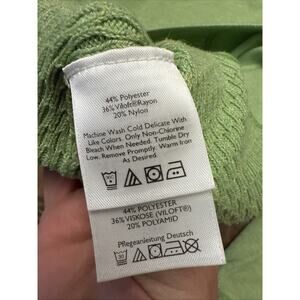 44% Polyester
36% Viloft®Rayon
20% Nylon
Machine Wash Cold Delicate With
Like Colors. Only Non-Chlorine
Bleach When Needed. Tumble Dry
Low. Remove Promptly. Warm Iron
As Desired.
44% POLYESTER
36% VISKOSE (VILOFT®)
20% POLYAMID
Pflegeanleitung Deutsch
30